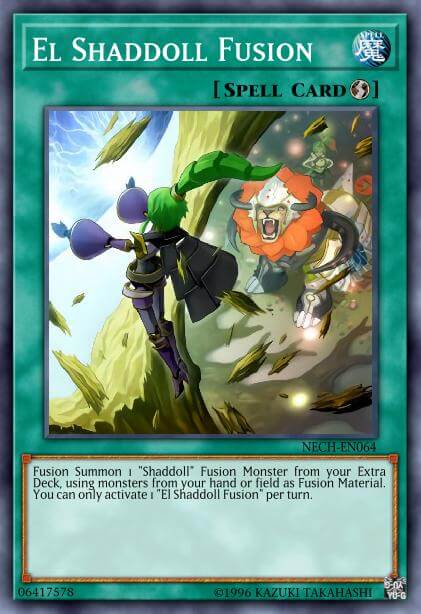 El Shaddoll Fusion
SPELL
魔
[Spell Card]
NECH-EN064
Fusion Summon 1 "Shaddoll" Fusion Monster from your Extra
Deck, using monsters from your hand or field as Fusion Material.
You can only activate 1 "El Shaddoll Fusion" per turn.
06417578
©1996 KAZUKI TAKAHASHI